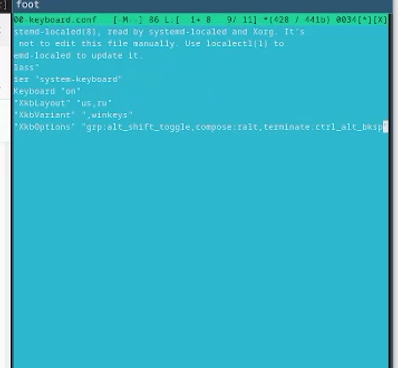 foot
00-keyboard.conf [-M--] 86 L:[ 1+ 8 9/ 11] *(428 / 441b) 0034[*][X]
stemd-localed(8), read by systemd-localed and Xorg. It's
not to edit this file manually. Use localectl(1) to
emd-localed to update it.
lass"
ier "system-keyboard"
Keyboard "on"
"XkbLayout" "us,ru"
"XkbVariant" ",winkeys"
"XkbOptions" "grp:alt_shift_toggle,compose:ralt,terminate:ctrl_alt_bksp"